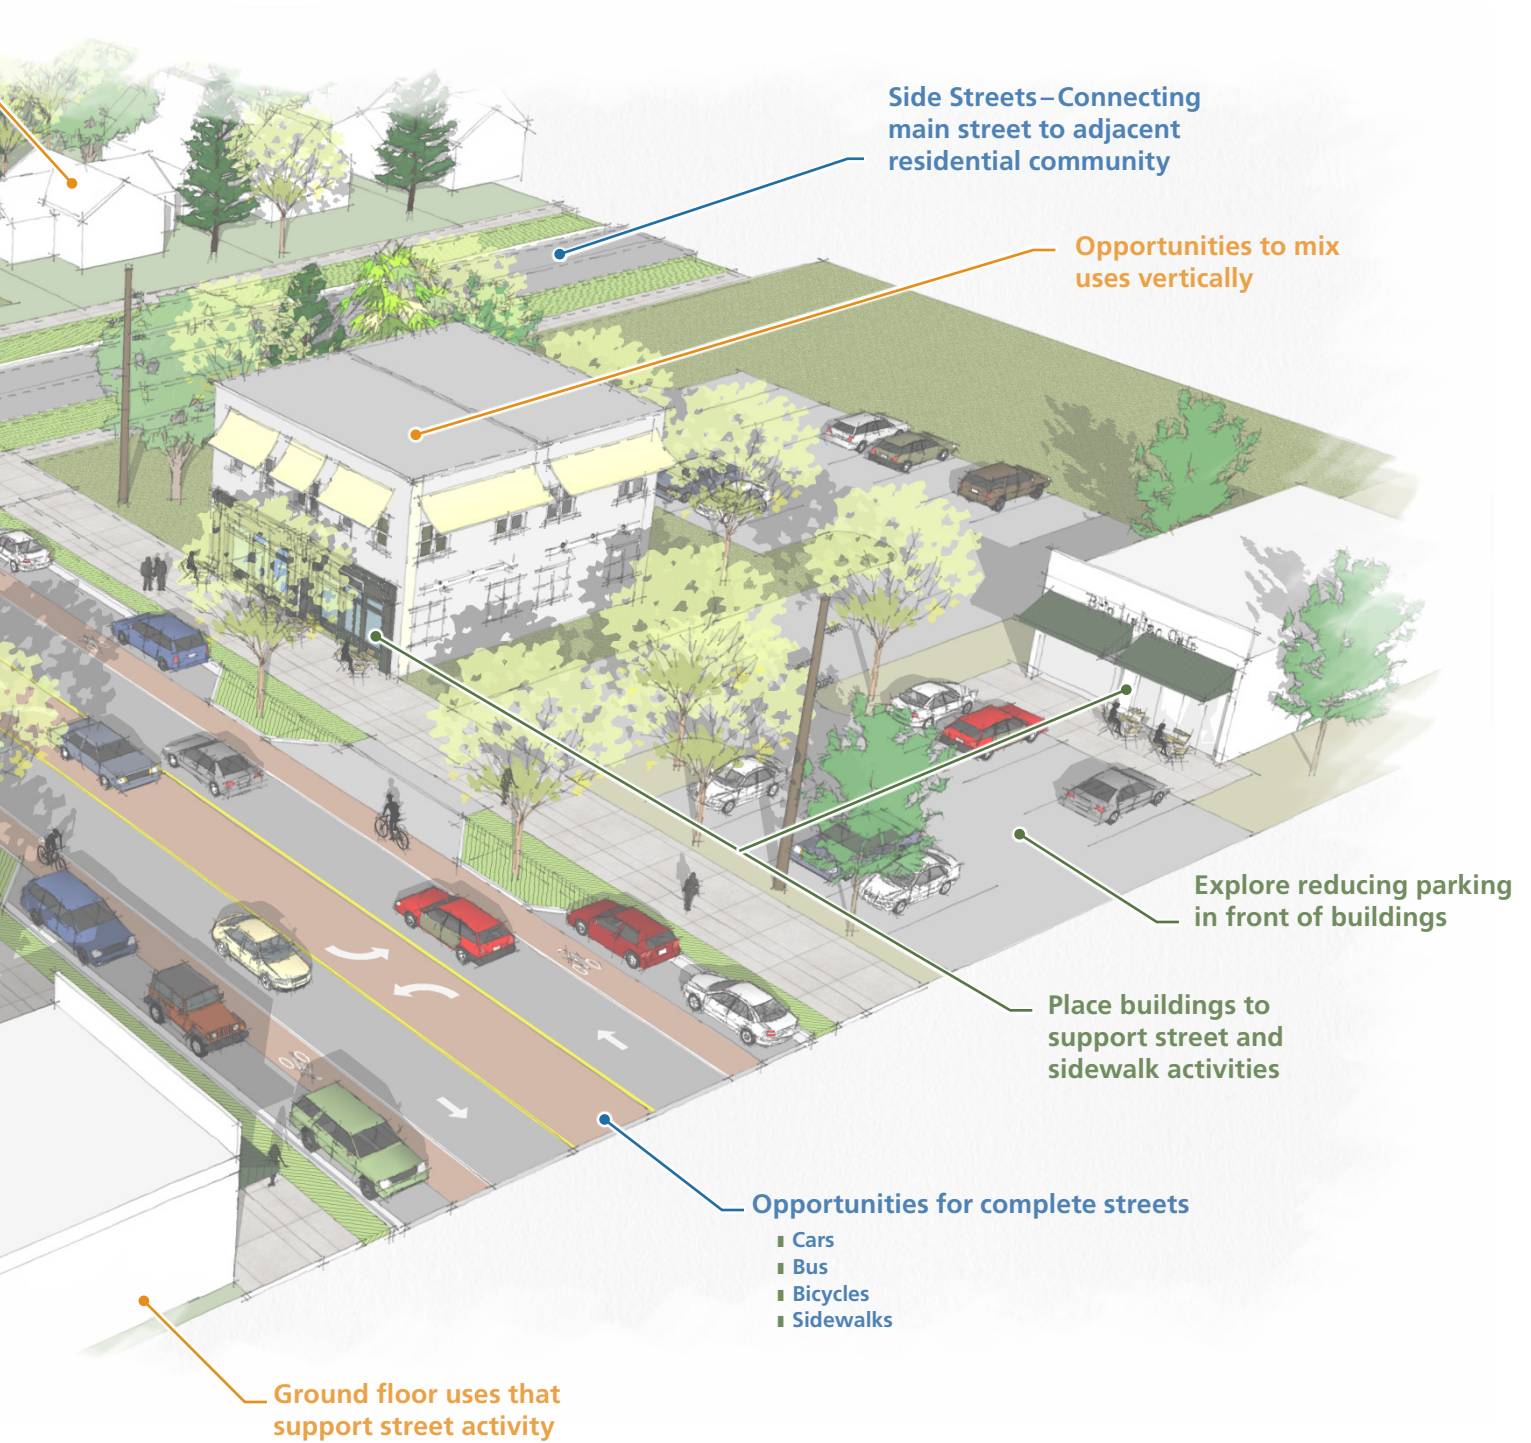 Side Streets–Connecting
main street to adjacent
residential community
Opportunities to mix
uses vertically
Explore reducing parking
in front of buildings
Place buildings to
support street and
sidewalk activities
Opportunities for complete streets
Cars
Bus
Bicycles
Sidewalks
Ground floor uses that
support street activity